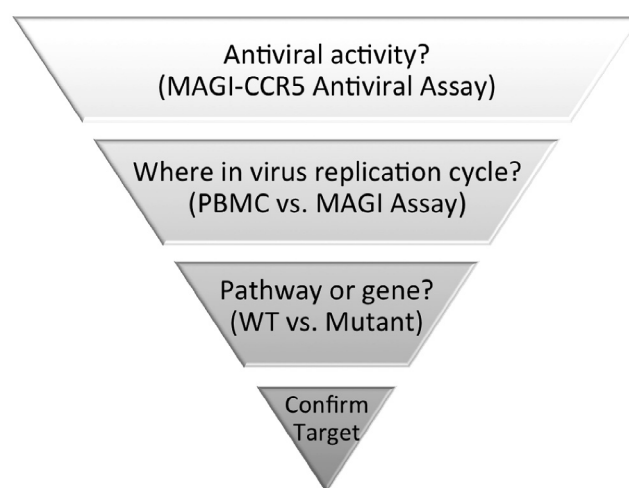 Antiviral activity?
(MAGI-CCR5 Antiviral Assay)
Where in virus replication cycle?
(PBMC vs. MAGI Assay)
Pathway or gene?
(WT vs. Mutant)
Confirm
Target